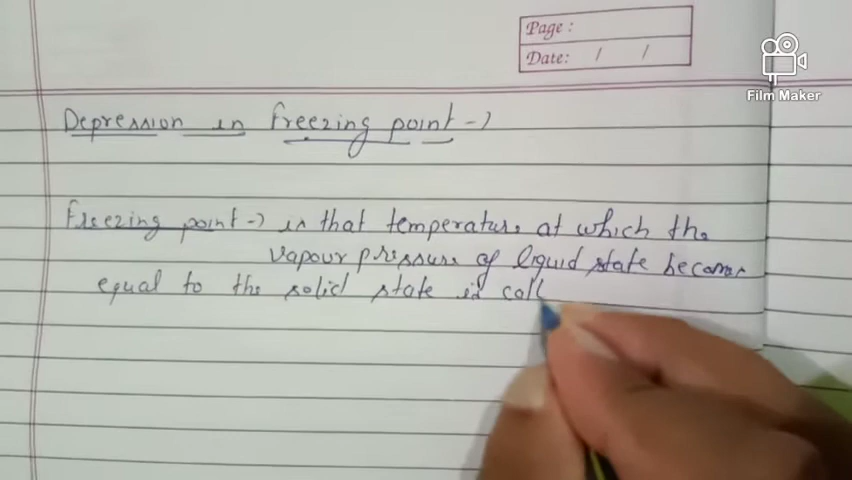 Page :
Date: / /
Film Maker
Depression in freezing point →
Freezing point → is that temperature at which the
vapour pressure of liquid state becomes
equal to the solid state is call